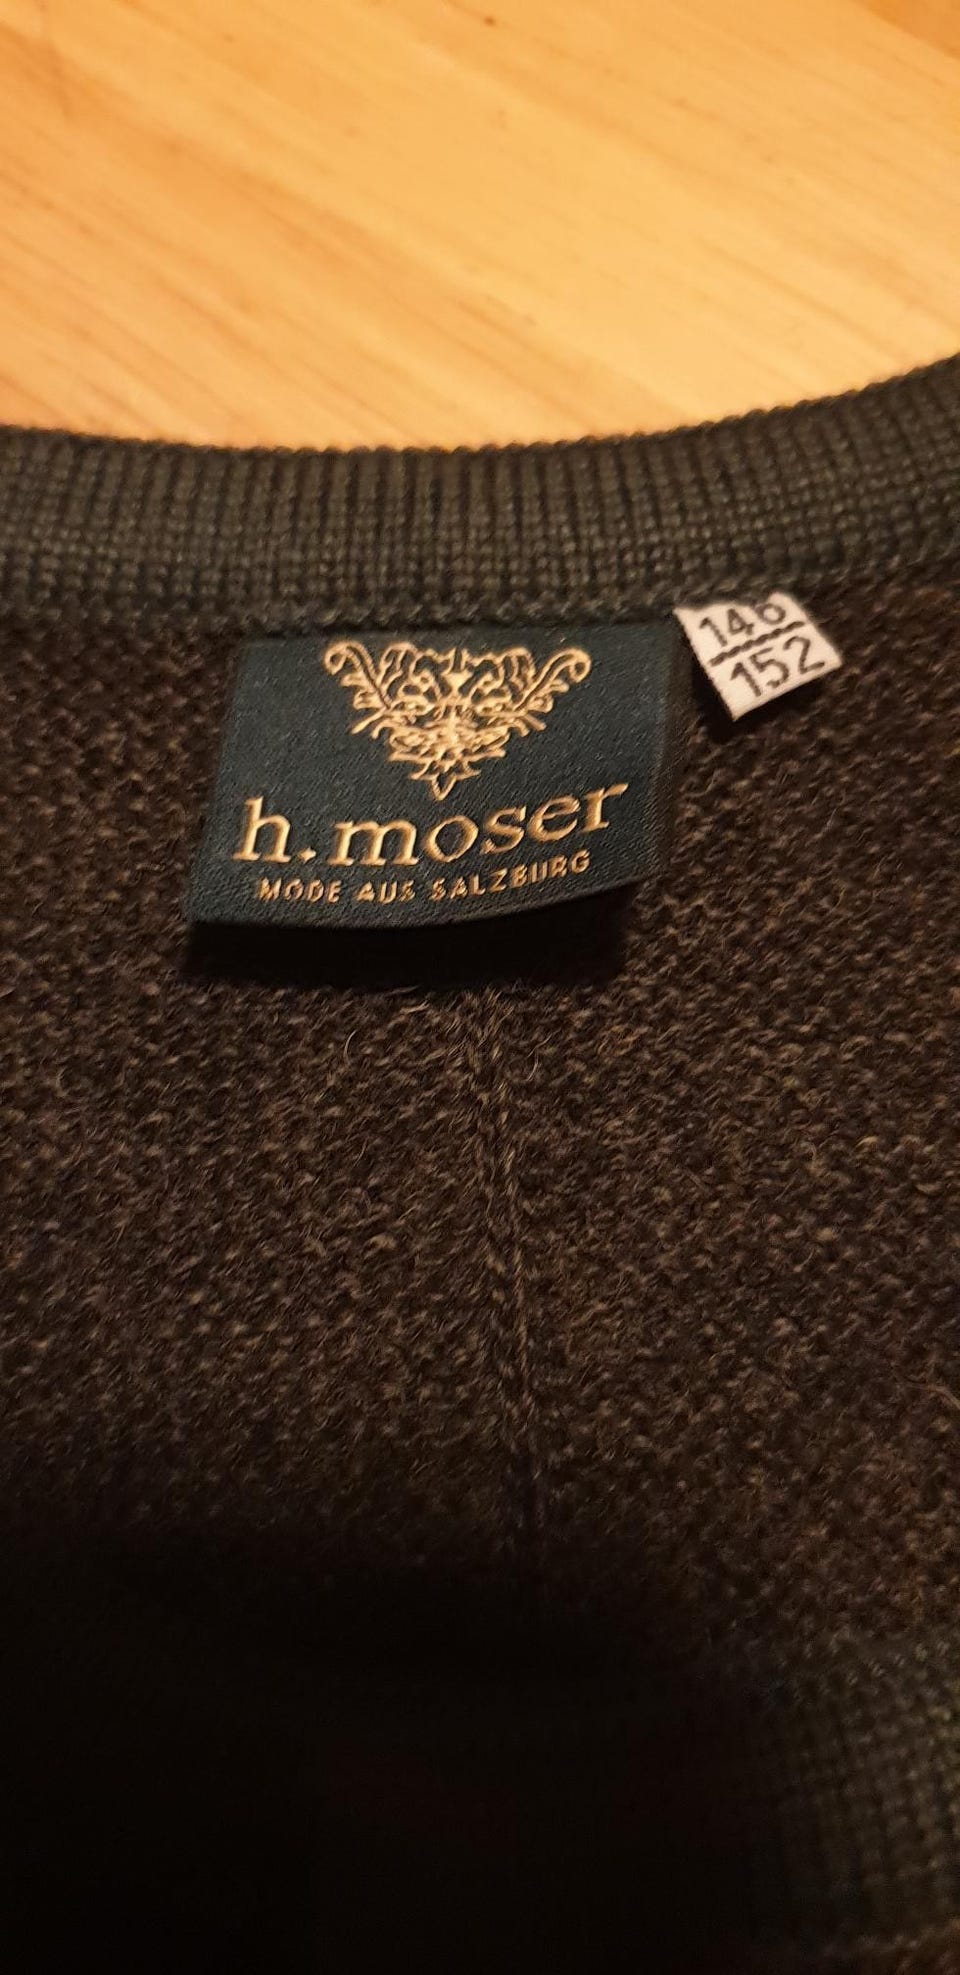 h.moser
MODE AUS SALZBURG
146
152